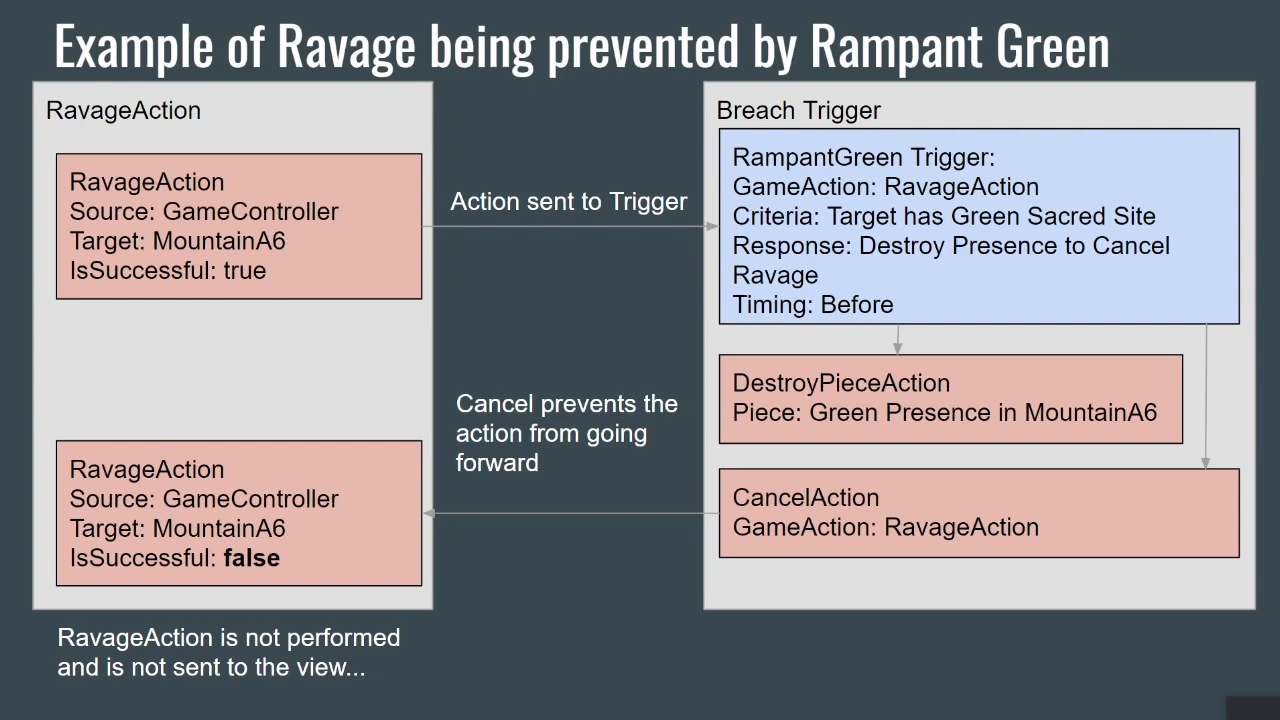 Example of Ravage being prevented by Rampant Green
RavageAction
RavageAction
Source: GameController
Target: MountainA6
IsSuccessful: true
Action sent to Trigger
Breach Trigger
RampantGreen Trigger:
GameAction: RavageAction
Criteria: Target has Green Sacred Site
Response: Destroy Presence to Cancel
Ravage
Timing: Before
DestroyPieceAction
Piece: Green Presence in MountainA6
CancelAction
GameAction: RavageAction
Cancel prevents the
action from going
forward
RavageAction
Source: GameController
Target: MountainA6
IsSuccessful: false
RavageAction is not performed
and is not sent to the view...